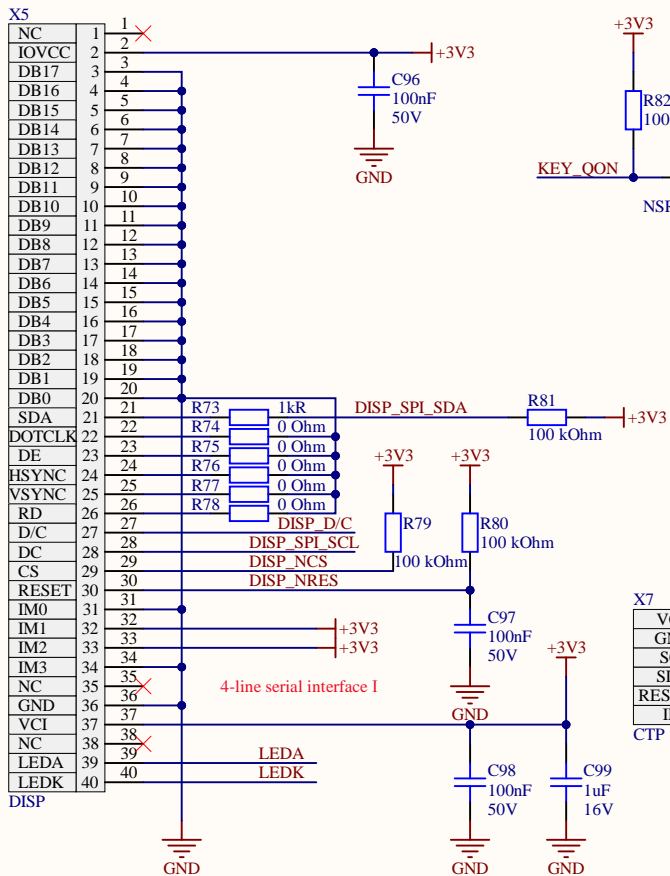 X5
NC 1 1
IOVCC 2 2
DB17 3 3
DB16 4 4
DB15 5 5
DB14 6 6
DB13 7 7
DB12 8 8
DB11 9 9
DB10 10 10
DB9 11 11
DB8 12 12
DB7 13 13
DB6 14 14
DB5 15 15
DB4 16 16
DB3 17 17
DB2 18 18
DB1 19 19
DB0 20 20
SDA 21 21 R73 1kR DISP_SPI_SDA
DOTCLK 22 22 R74 0 Ohm
DE 23 23 R75 0 Ohm
HSYNC 24 24 R76 0 Ohm
VSYNC 25 25 R77 0 Ohm
RD 26 26 R78 0 Ohm
D/C 27 27 DISP_D/C
DC 28 28 DISP_SPI_SCL
CS 29 29 DISP_NCS
RESET 30 30 DISP_NRES
IM0 31 31
IM1 32 32 +3V3
IM2 33 33 +3V3
IM3 34 34
NC 35 35
GND 36 36
VCI 37 37
NC 38 38
LEDA 39 39 LEDA
LEDK 40 40 LEDK
DISP
GND
+3V3
C96
100nF
50V
GND
+3V3
R82
100
KEY_QON
R81
100 kOhm
+3V3
+3V3
R79
100 kOhm
+3V3
R80
100 kOhm
C97
100nF
50V
GND
4-line serial interface I
+3V3
C98
100nF
50V
GND
C99
1uF
16V
GND
X7
CTP